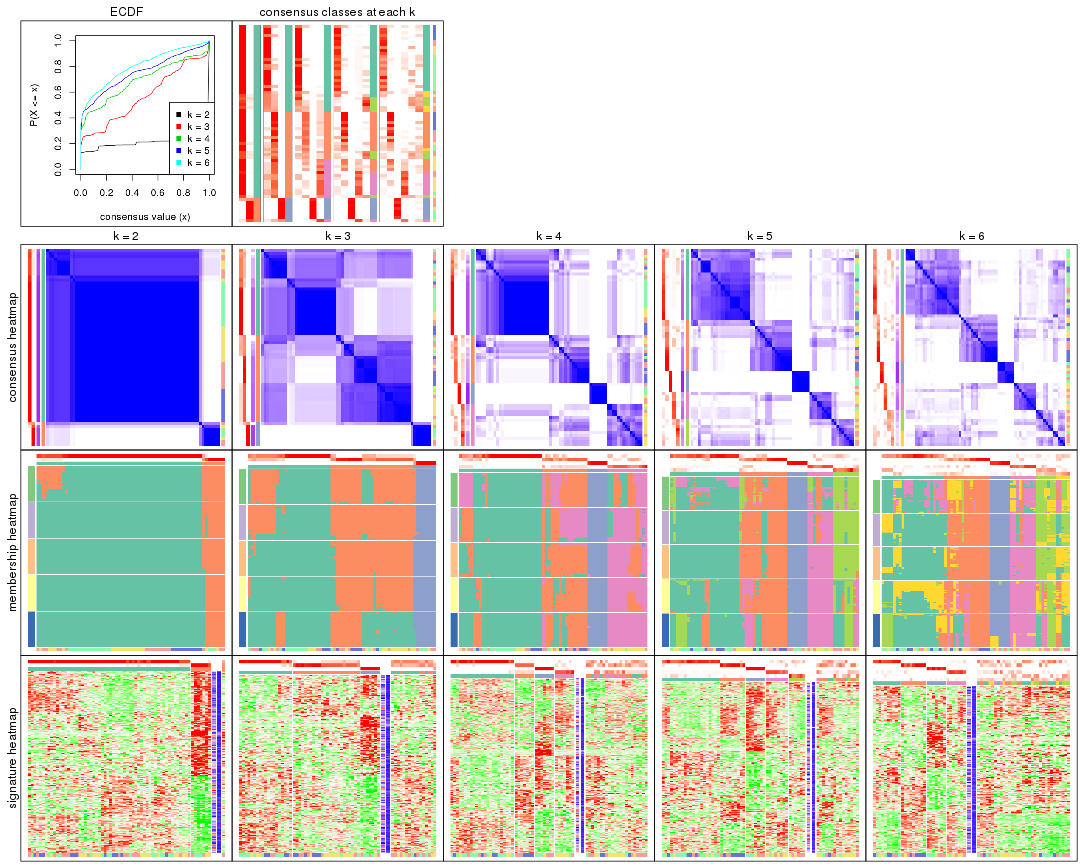 ECDF
consensus classes at each k
P(X <= x)
1.0
0.8
0.6
0.4
0.2
0.0
k = 2
k = 3
k = 4
k = 5
k = 6
0.0 0.2 0.4 0.6 0.8 1.0
consensus value (x)
k = 2
k = 3
k = 4
k = 5
k = 6
consensus heatmap
membership heatmap
signature heatmap